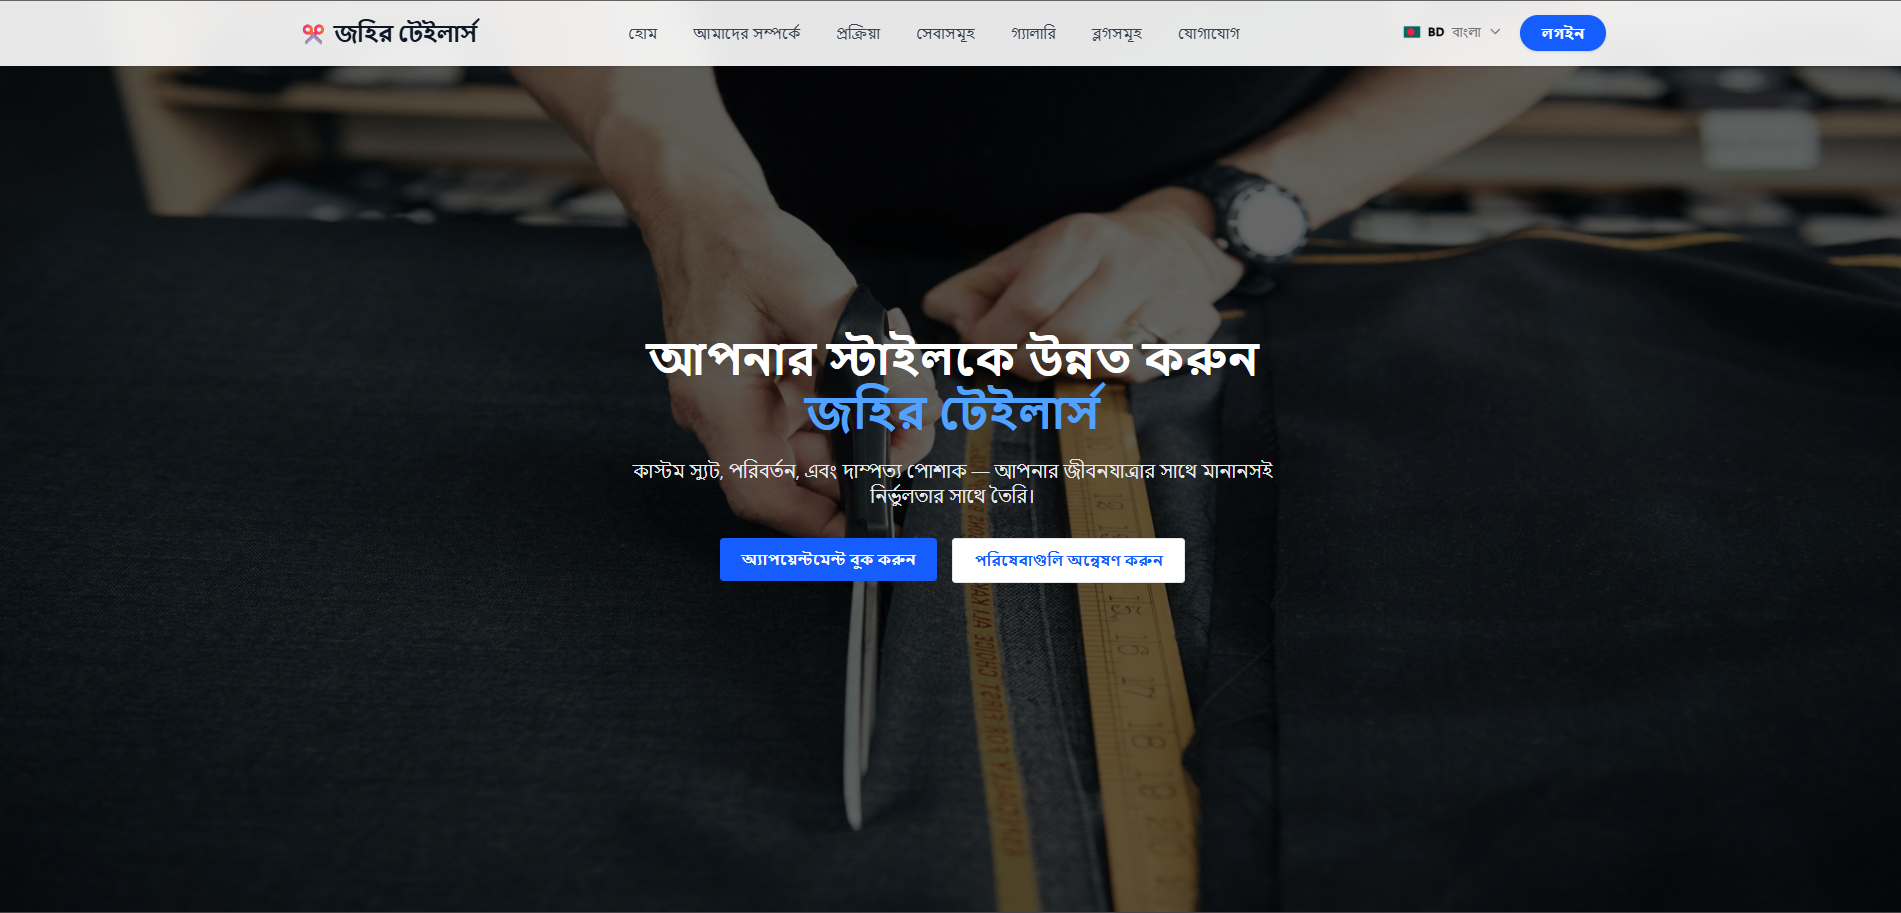 জহির টেইলার্স
হোম আমাদের সম্পর্কে প্রক্রিয়া সেবাসমূহ গ্যালারি ব্লগসমূহ যোগাযোগ
BD বাংলা
লগইন
আপনার স্টাইলকে উন্নত করুন
জহির টেইলার্স
কাস্টম স্যুট, পরিবর্তন, এবং দাম্পত্য পোশাক — আপনার জীবনযাত্রার সাথে মানানসই
নির্ভুলতার সাথে তৈরি।
অ্যাপয়েন্টমেন্ট বুক করুন
পরিষেবাগুলি অন্বেষণ করুন